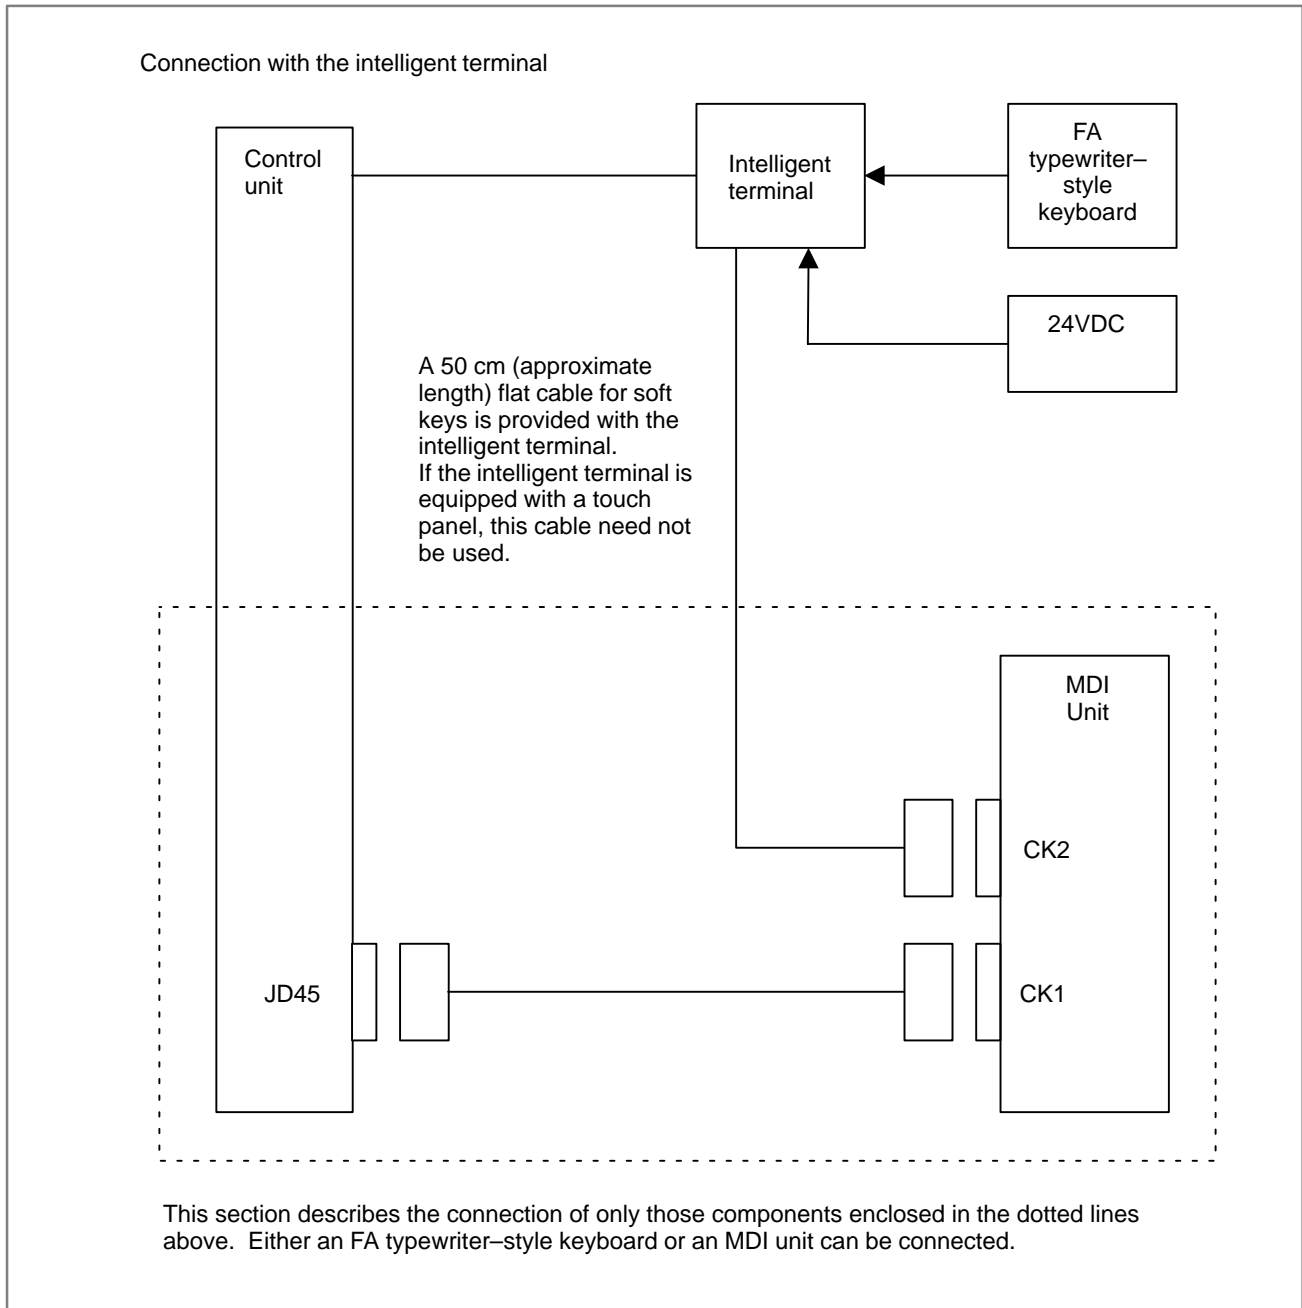 Connection with the intelligent terminal
Control
unit
Intelligent
terminal
FA
typewriter–
style
keyboard
24VDC
A 50 cm (approximate
length) flat cable for soft
keys is provided with the
intelligent terminal.
If the intelligent terminal is
equipped with a touch
panel, this cable need not
be used.
MDI
Unit
CK2
JD45
CK1
This section describes the connection of only those components enclosed in the dotted lines
above.  Either an FA typewriter–style keyboard or an MDI unit can be connected.